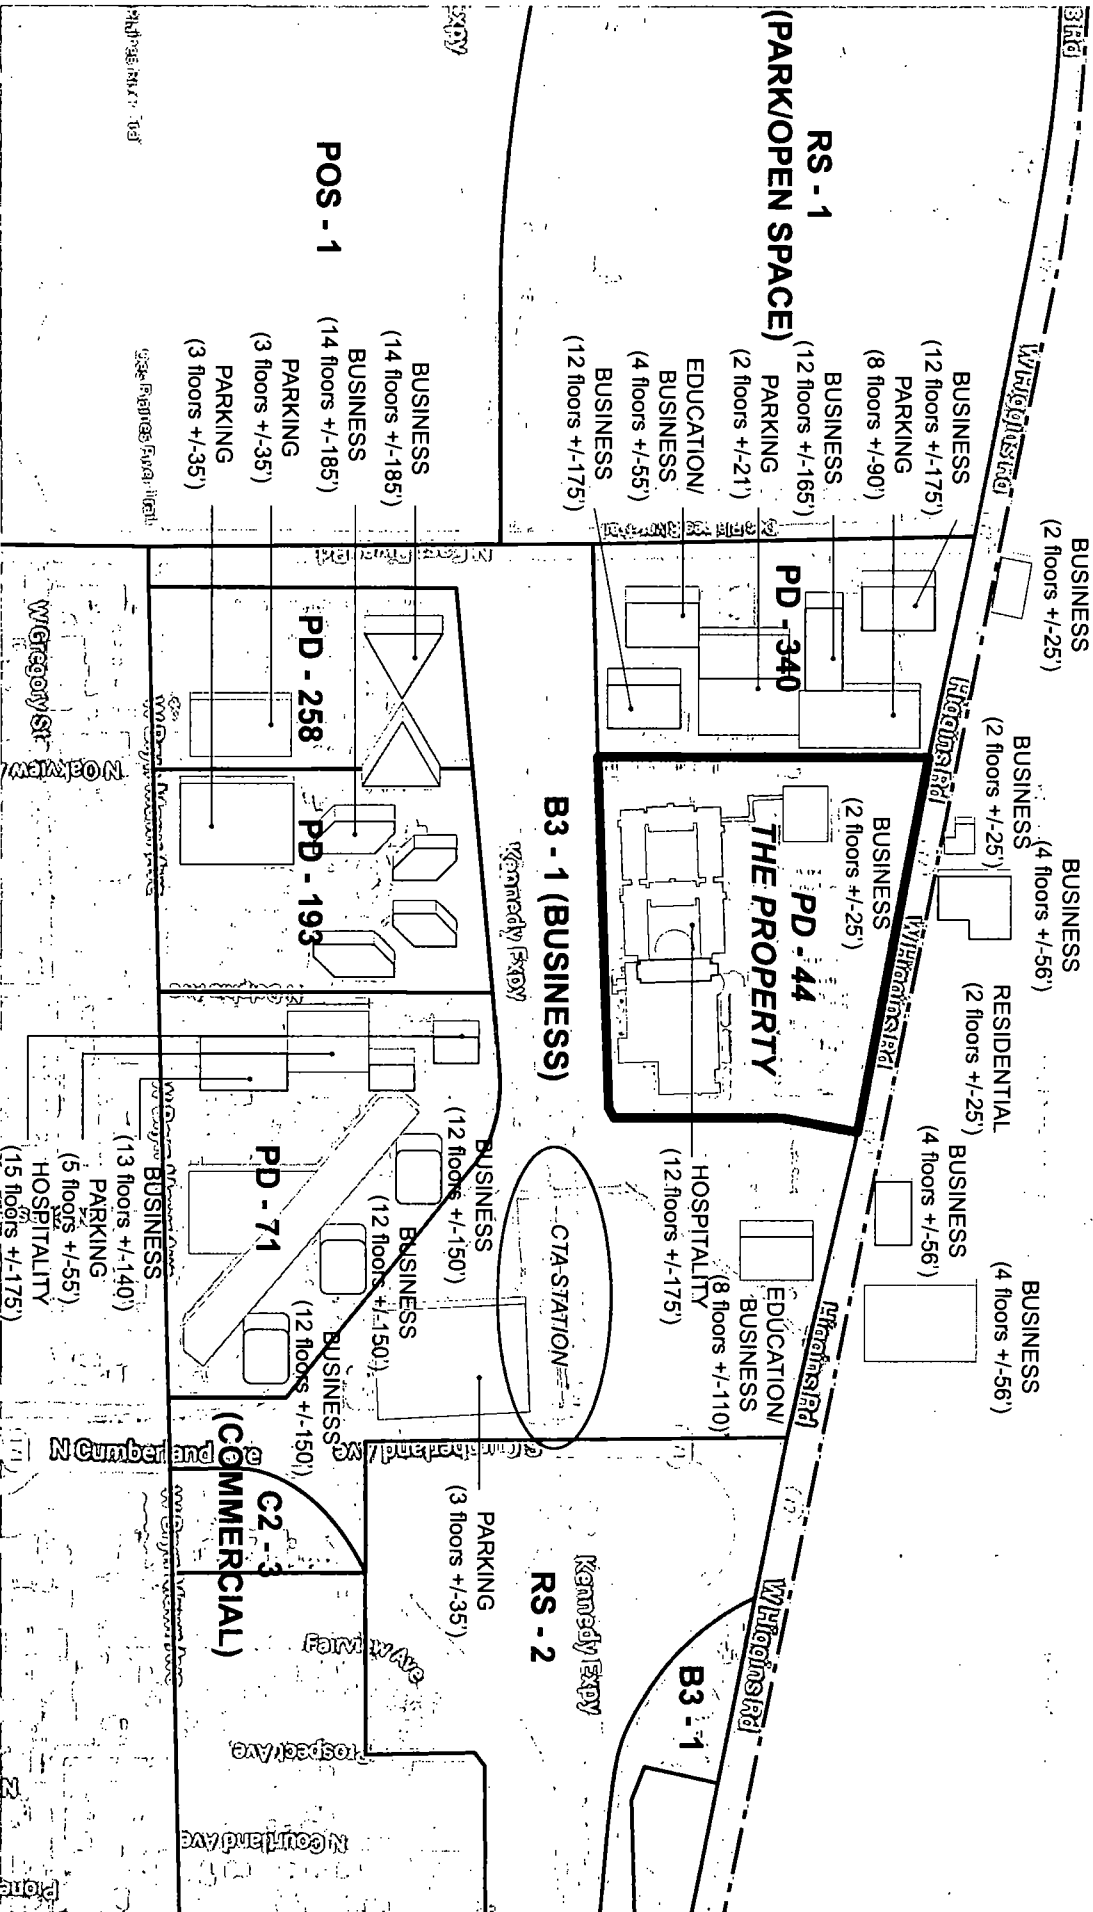 BUSINESS
(2 floors +/-25')
BUSINESS
(2 floors +/-25')
BUSINESS
(4 floors +/-56')
RESIDENTIAL
(2 floors +/-25')
BUSINESS
(4 floors +/-56')
BUSINESS
(4 floors +/-56')
W Higgins Rd
Higgins Rd
W Higgins Rd
Higgins Rd
W Higgins Rd
RS - 1
(PARK/OPEN SPACE)
BUSINESS
(12 floors +/-175')
PARKING
(8 floors +/-90')
BUSINESS
(12 floors +/-165')
PARKING
(2 floors +/-21')
EDUCATION/
BUSINESS
(4 floors +/-55')
BUSINESS
(12 floors +/-175')
PD - 340
BUSINESS
(2 floors +/-25')
PD - 44
THE PROPERTY
HOSPITALITY
(12 floors +/-175')
EDUCATION/
BUSINESS
(8 floors +/-110')
B3 - 1
B3 - 1 (BUSINESS)
Kennedy Expy
CTA STATION
RS - 2
Kennedy Expy
PARKING
(3 floors +/-35')
POS - 1
Expy
BUSINESS
(14 floors +/-185')
BUSINESS
(14 floors +/-185')
PARKING
(3 floors +/-35')
PARKING
(3 floors +/-35')
PD - 258
PD - 193
PD - 71
BUSINESS
(12 floors +/-150')
BUSINESS
(12 floors +/-150')
BUSINESS
(12 floors +/-150')
BUSINESS
(13 floors +/-140')
PARKING
(5 floors +/-55')
HOSPITALITY
(15 floors +/-175')
C2 - 3
(COMMERCIAL)
N Cumberland Ave
S Cumberland Ave
Fairview Ave
Prospect Ave
N Courtland Ave
W Gregory St
N Oakview